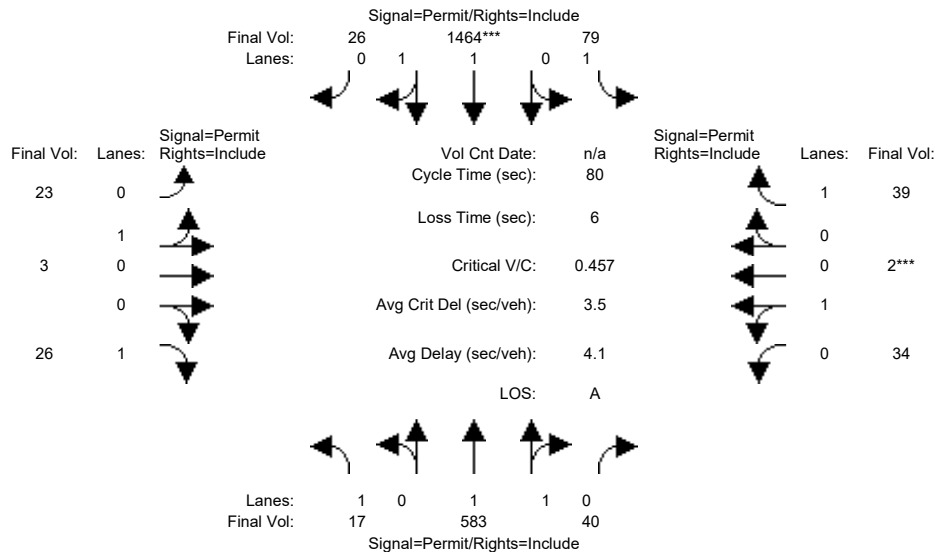 Signal=Permit/Rights=Include
Final Vol: 26 1464*** 79
Lanes: 0 1 1 0 1
Signal=Permit Signal=Permit
Final Vol: Lanes: Rights=Include Vol Cnt Date: n/a Rights=Include Lanes: Final Vol:
Cycle Time (sec): 80
23 0 1 39
Loss Time (sec): 6
1 0
3 0 Critical V/C: 0.457 0 2***
0 Avg Crit Del (sec/veh): 3.5 1
26 1 Avg Delay (sec/veh): 4.1 0 34
LOS: A
Lanes: 1 0 1 1 0
Final Vol: 17 583 40
Signal=Permit/Rights=Include